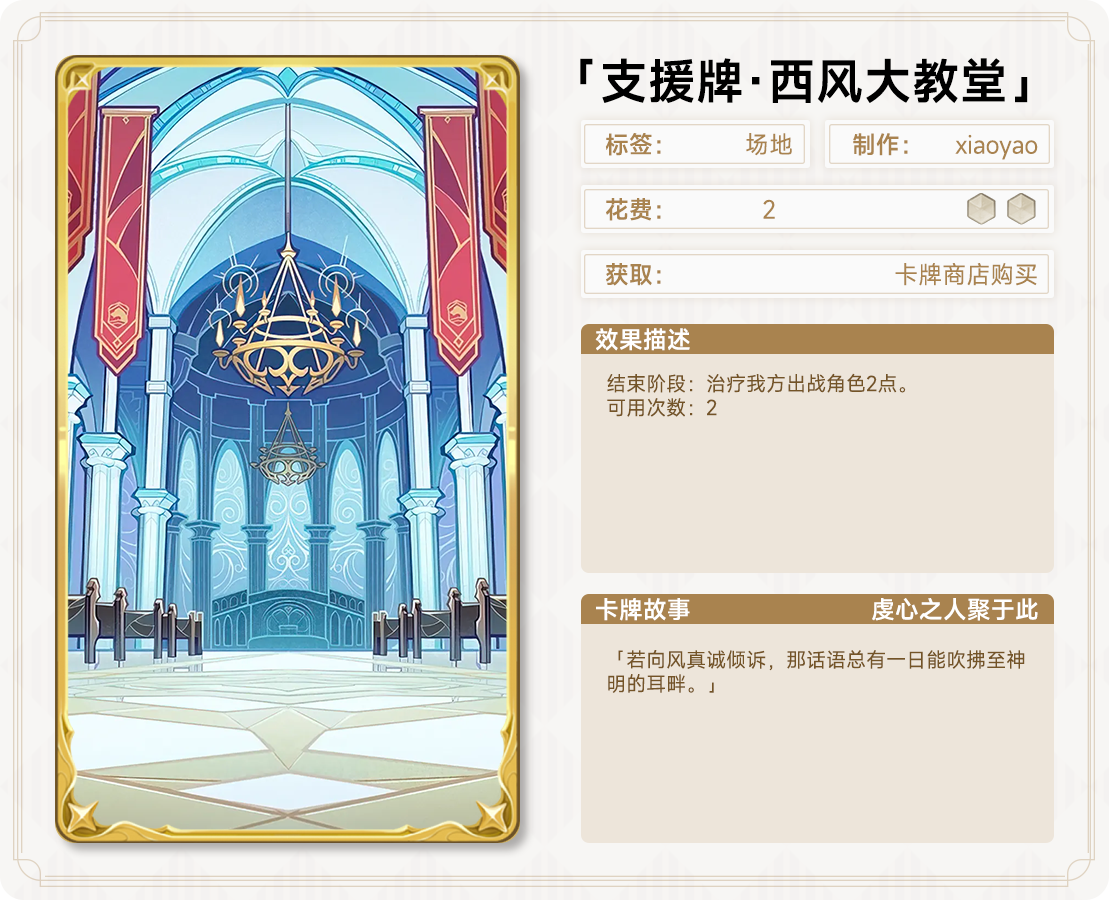 「支援牌·西风大教堂」
标签： 场地
制作： xiaoyao
花费： 2
获取： 卡牌商店购买
效果描述
结束阶段：治疗我方出战角色2点。
可用次数：2
卡牌故事 虔心之人聚于此
「若向风真诚倾诉，那话语总有一日能吹拂至神
明的耳畔。」